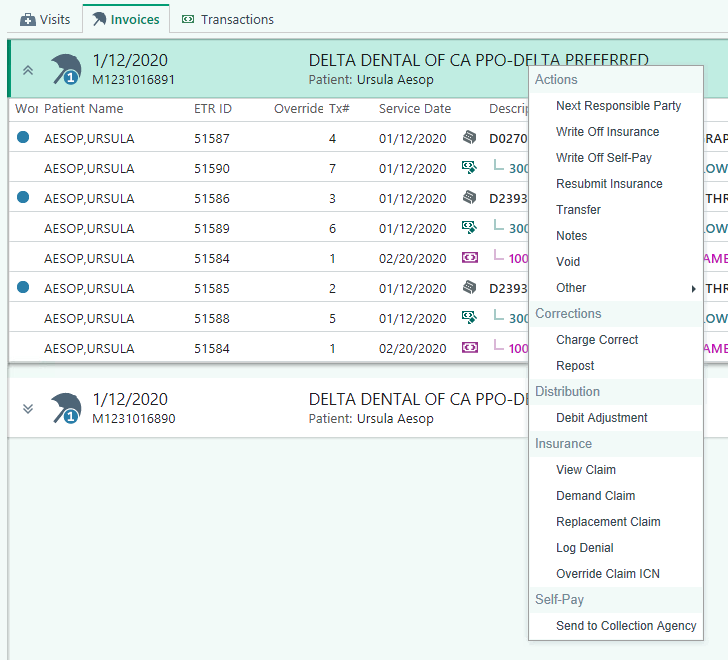 Visits Invoices Transactions
1/12/2020 DELTA DENTAL OF CA PPO-DELTA PREFERRED
M1231016891 Patient: Ursula Aesop
Wor Patient Name ETR ID Override Tx# Service Date Descrip
AESOP,URSULA 51587 4 01/12/2020 D0270
AESOP,URSULA 51590 7 01/12/2020 300
AESOP,URSULA 51586 3 01/12/2020 D2393 THR
AESOP,URSULA 51589 6 01/12/2020 300
AESOP,URSULA 51584 1 02/20/2020 100
AESOP,URSULA 51585 2 01/12/2020 D2393 THR
AESOP,URSULA 51588 5 01/12/2020 300
AESOP,URSULA 51584 1 02/20/2020 100
1/12/2020 DELTA DENTAL OF CA PPO-DE
M1231016890 Patient: Ursula Aesop
1
1
Actions
Next Responsible Party
Write Off Insurance
Write Off Self-Pay
Resubmit Insurance
Transfer
Notes
Void
Other
Corrections
Charge Correct
Repost
Distribution
Debit Adjustment
Insurance
View Claim
Demand Claim
Replacement Claim
Log Denial
Override Claim ICN
Self-Pay
Send to Collection Agency